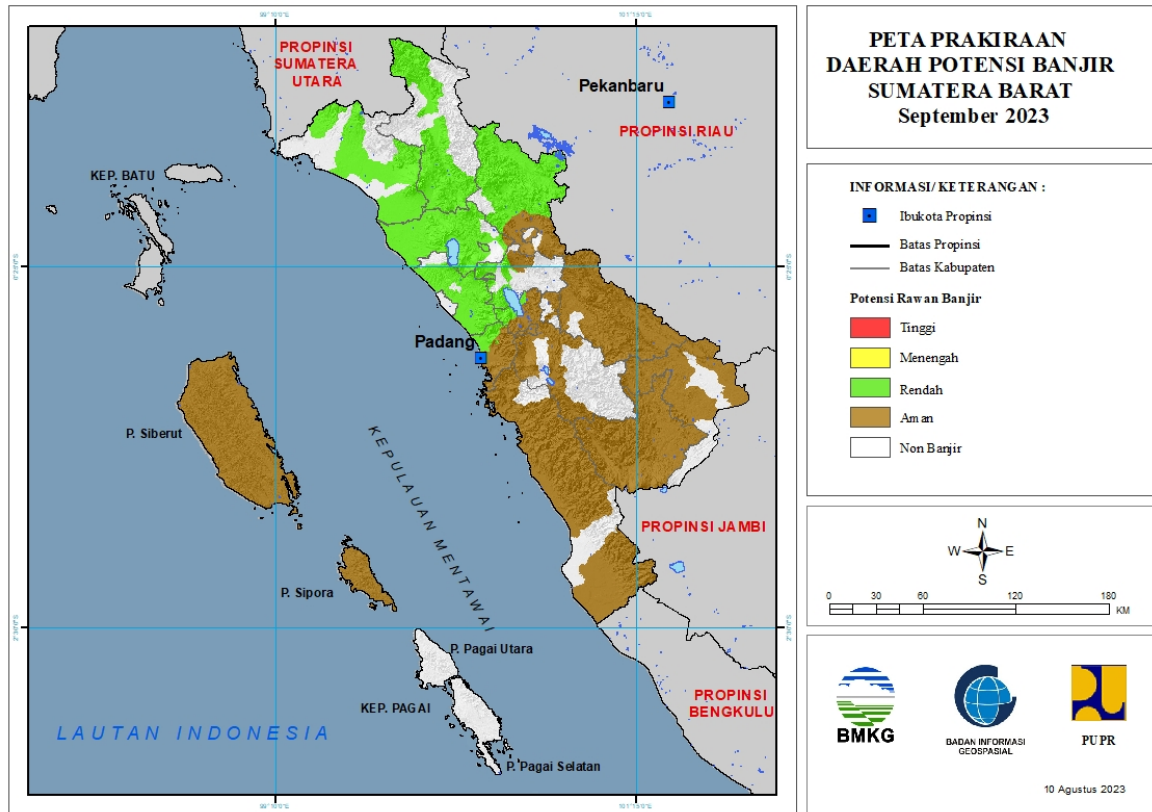 PETA PRAKIRAAN
DAERAH POTENSI BANJIR
SUMATERA BARAT
September 2023
INFORMASI/ KETERANGAN :
Ibukota Propinsi
Batas Propinsi
Batas Kabupaten
Potensi Rawan Banjir
Tinggi
Menengah
Rendah
Aman
Non Banjir
N
W E
S
0 30 60 120 180
KM
BMKG
BADAN INFORMASI
GEOSPASIAL
PUPR
10 Agustus 2023
PROPINSI
SUMATERA
UTARA
Pekanbaru
PROPINSI RIAU
KEP. BATU
Padang
P. Siberut
KEPULAUAN MENTAWAI
PROPINSI JAMBI
P. Sipora
P. Pagai Utara
KEP. PAGAI
PROPINSI
BENGKULU
LAUTAN INDONESIA
P. Pagai Selatan